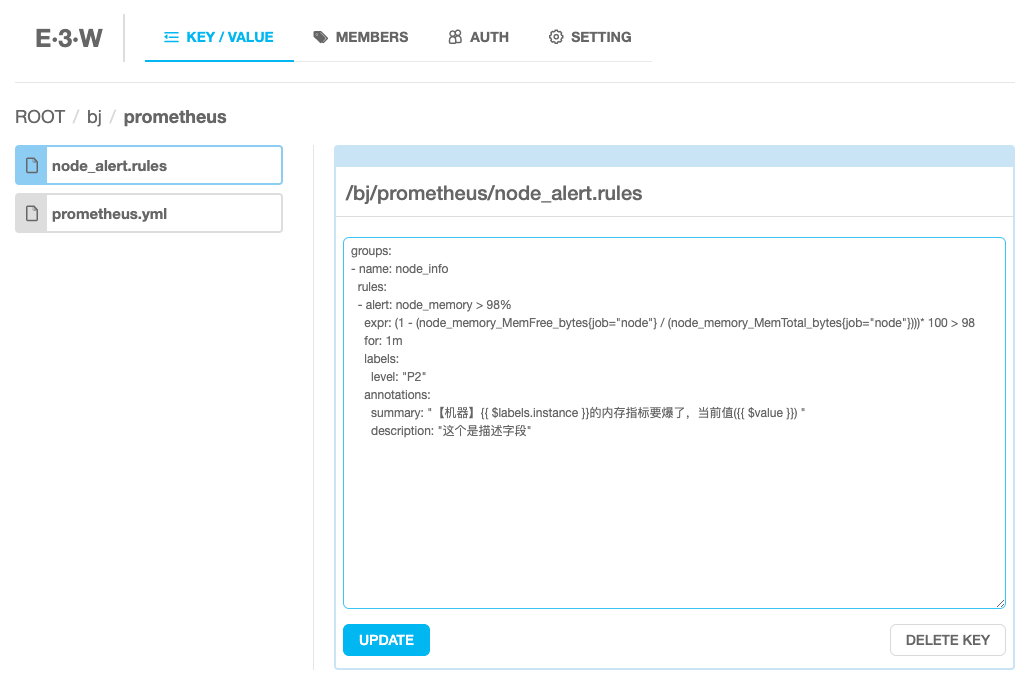 E·3·W
KEY / VALUE
MEMBERS
AUTH
SETTING
ROOT / bj / prometheus
node_alert.rules
prometheus.yml
/bj/prometheus/node_alert.rules
groups:
- name: node_info
  rules:
  - alert: node_memory > 98%
    expr: (1 - (node_memory_MemFree_bytes{job="node"} / (node_memory_MemTotal_bytes{job="node"})))* 100 > 98
    for: 1m
    labels:
      level: "P2"
    annotations:
      summary: "【机器】{{ $labels.instance }}的内存指标要爆了，当前值({{ $value }}) "
      description: "这个是描述字段"
UPDATE
DELETE KEY